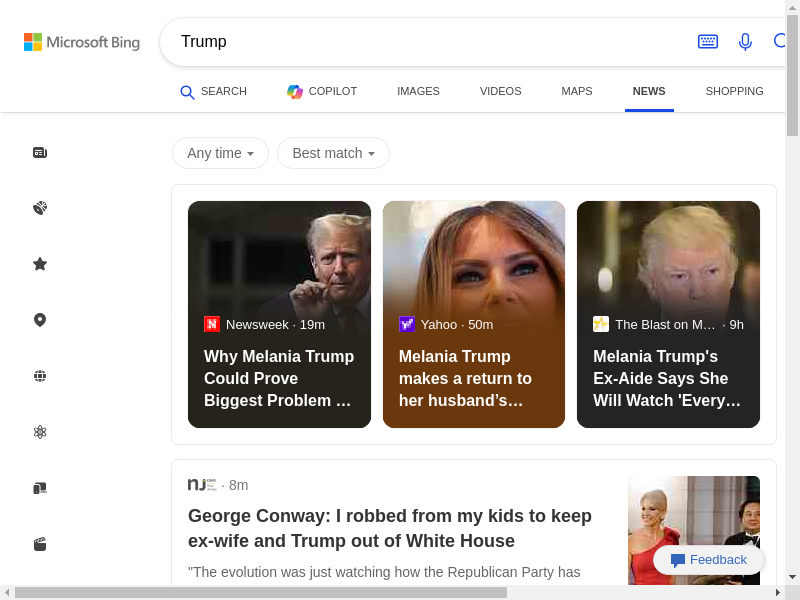 Microsoft Bing
Trump
SEARCH
COPILOT
IMAGES
VIDEOS
MAPS
NEWS
SHOPPING
Any time
Best match
Newsweek · 19m
Why Melania Trump
Could Prove
Biggest Problem …
Yahoo · 50m
Melania Trump
makes a return to
her husband’s…
The Blast on M… · 9h
Melania Trump's
Ex-Aide Says She
Will Watch 'Every…
nj.com · 8m
George Conway: I robbed from my kids to keep
ex-wife and Trump out of White House
"The evolution was just watching how the Republican Party has
Feedback